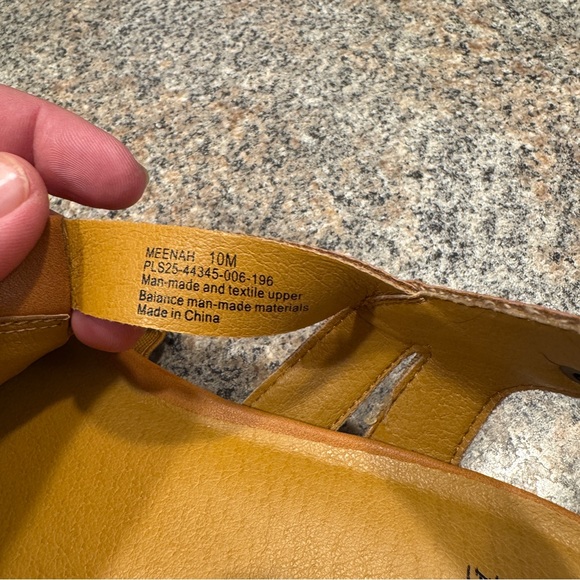 MEENAH 10M
PLS25-44345-006-196
Man-made and textile upper
Balance man-made materials
Made in China